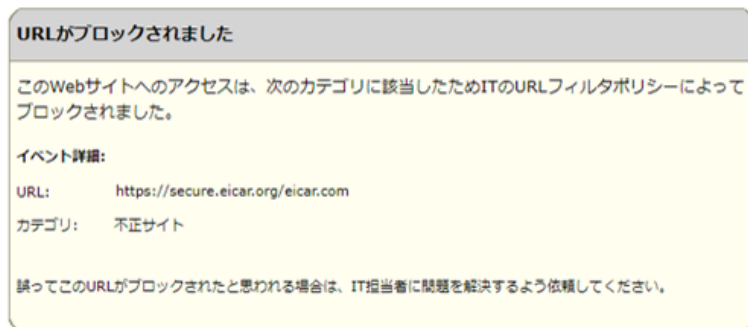 URLがブロックされました
このWebサイトへのアクセスは、次のカテゴリに該当したためITのURLフィルタポリシーによって
ブロックされました。
イベント詳細:
URL: https://secure.eicar.org/eicar.com
カテゴリ: 不正サイト
誤ってこのURLがブロックされたと思われる場合は、IT担当者に問題を解決するよう依頼してください。